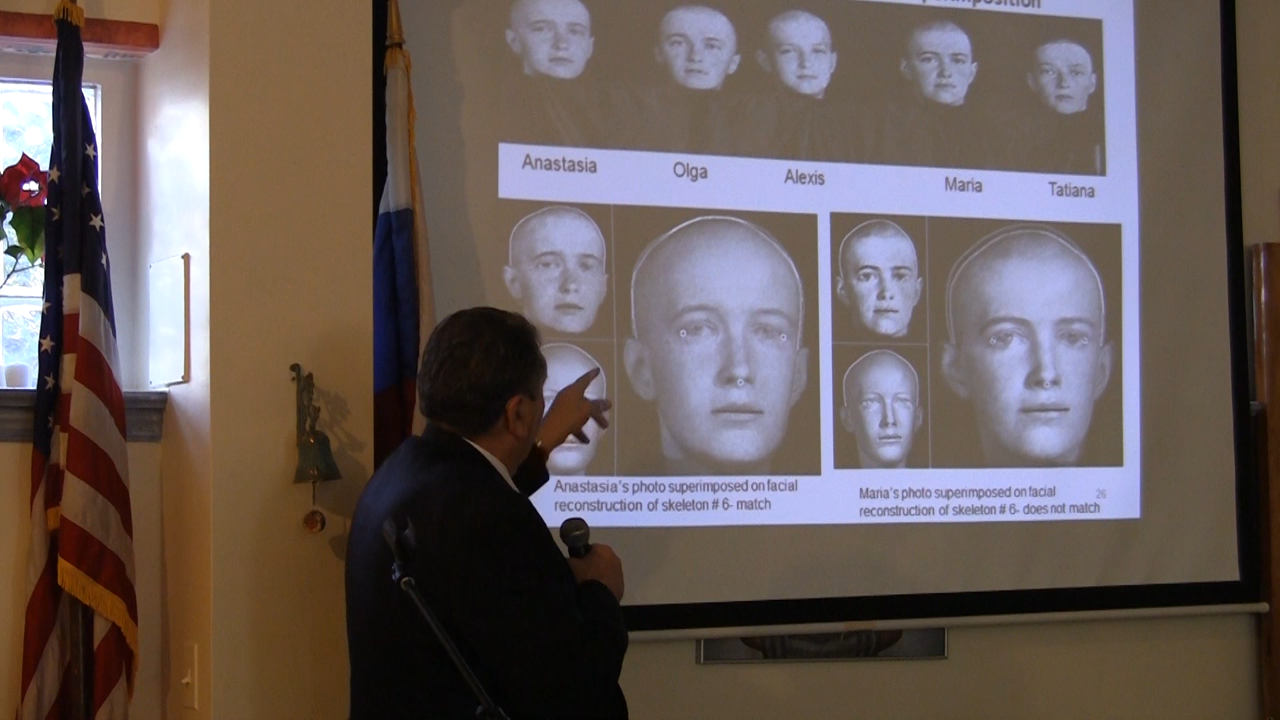 Anastasia
Olga
Alexis
Maria
Tatiana
Anastasia's photo superimposed on facial
reconstruction of skeleton # 6- match
Maria's photo superimposed on facial
reconstruction of skeleton # 6- does not match
26